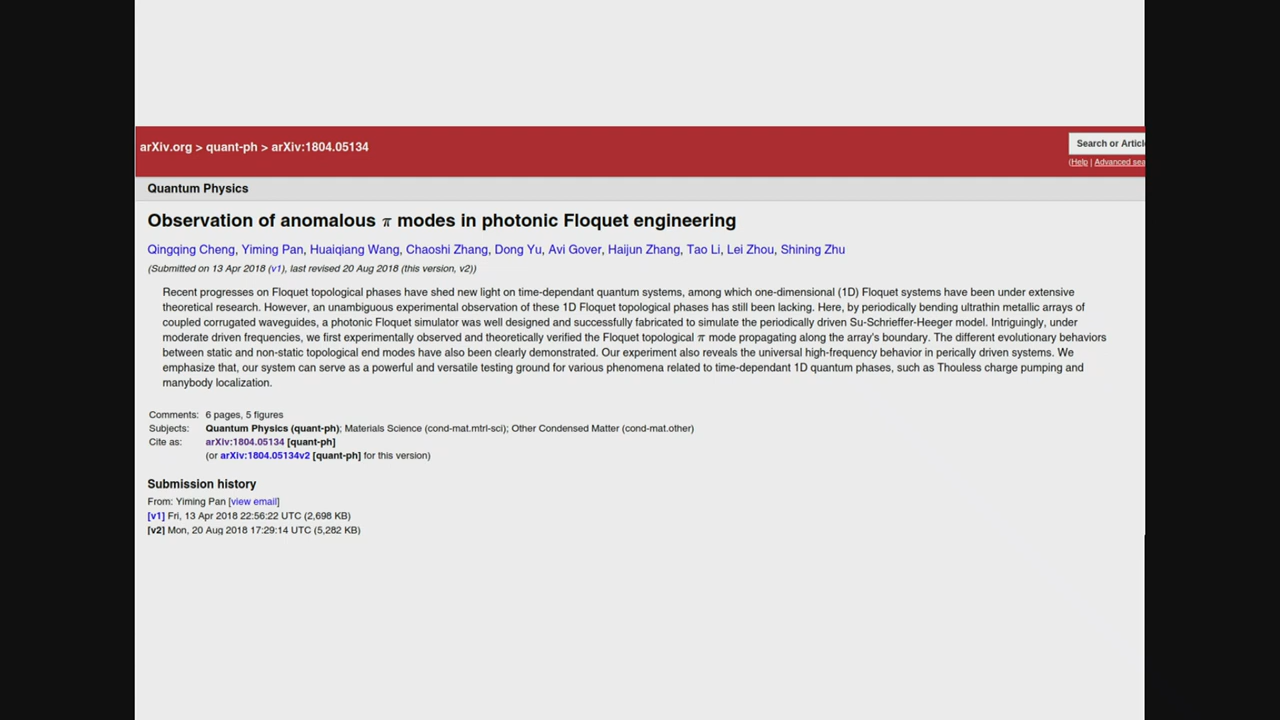 arXiv.org > quant-ph > arXiv:1804.05134
Search or Articl
(Help | Advanced sea
Quantum Physics
Observation of anomalous π modes in photonic Floquet engineering
Qingqing Cheng, Yiming Pan, Huaiqiang Wang, Chaoshi Zhang, Dong Yu, Avi Gover, Haijun Zhang, Tao Li, Lei Zhou, Shining Zhu
(Submitted on 13 Apr 2018 (v1), last revised 20 Aug 2018 (this version, v2))
Recent progresses on Floquet topological phases have shed new light on time-dependant quantum systems, among which one-dimensional (1D) Floquet systems have been under extensive
theoretical research. However, an unambiguous experimental observation of these 1D Floquet topological phases has still been lacking. Here, by periodically bending ultrathin metallic arrays of
coupled corrugated waveguides, a photonic Floquet simulator was well designed and successfully fabricated to simulate the periodically driven Su-Schrieffer-Heeger model. Intriguingly, under
moderate driven frequencies, we first experimentally observed and theoretically verified the Floquet topological π mode propagating along the array's boundary. The different evolutionary behaviors
between static and non-static topological end modes have also been clearly demonstrated. Our experiment also reveals the universal high-frequency behavior in perically driven systems. We
emphasize that, our system can serve as a powerful and versatile testing ground for various phenomena related to time-dependant 1D quantum phases, such as Thouless charge pumping and
manybody localization.
Comments: 6 pages, 5 figures
Subjects: Quantum Physics (quant-ph); Materials Science (cond-mat.mtrl-sci); Other Condensed Matter (cond-mat.other)
Cite as: arXiv:1804.05134 [quant-ph]
(or arXiv:1804.05134v2 [quant-ph] for this version)
Submission history
From: Yiming Pan [view email]
[v1] Fri, 13 Apr 2018 22:56:22 UTC (2,698 KB)
[v2] Mon, 20 Aug 2018 17:29:14 UTC (5,282 KB)